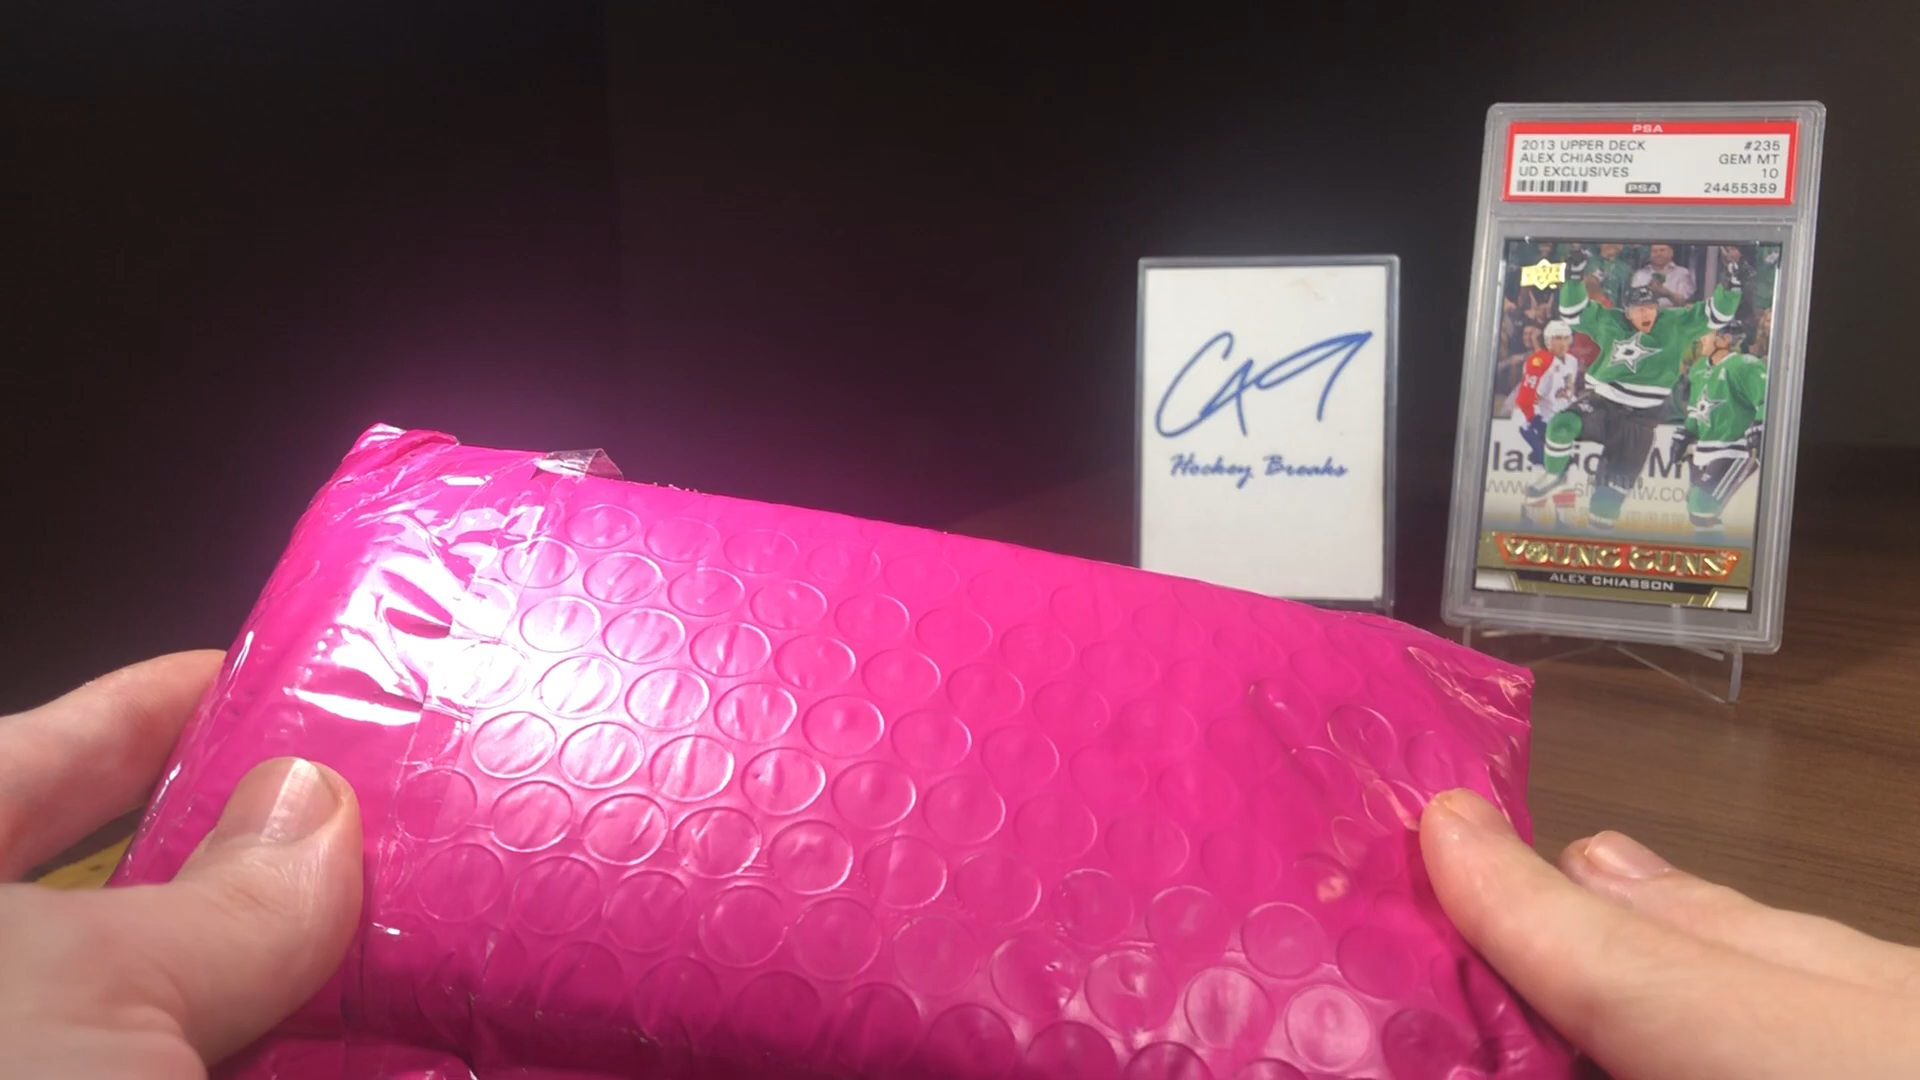 PSA
2013 UPPER DECK #235
ALEX CHIASSON GEM MT
UD EXCLUSIVES 10
PSA 24455359
Hockey Breaks
YOUNG GUNS
ALEX CHIASSON